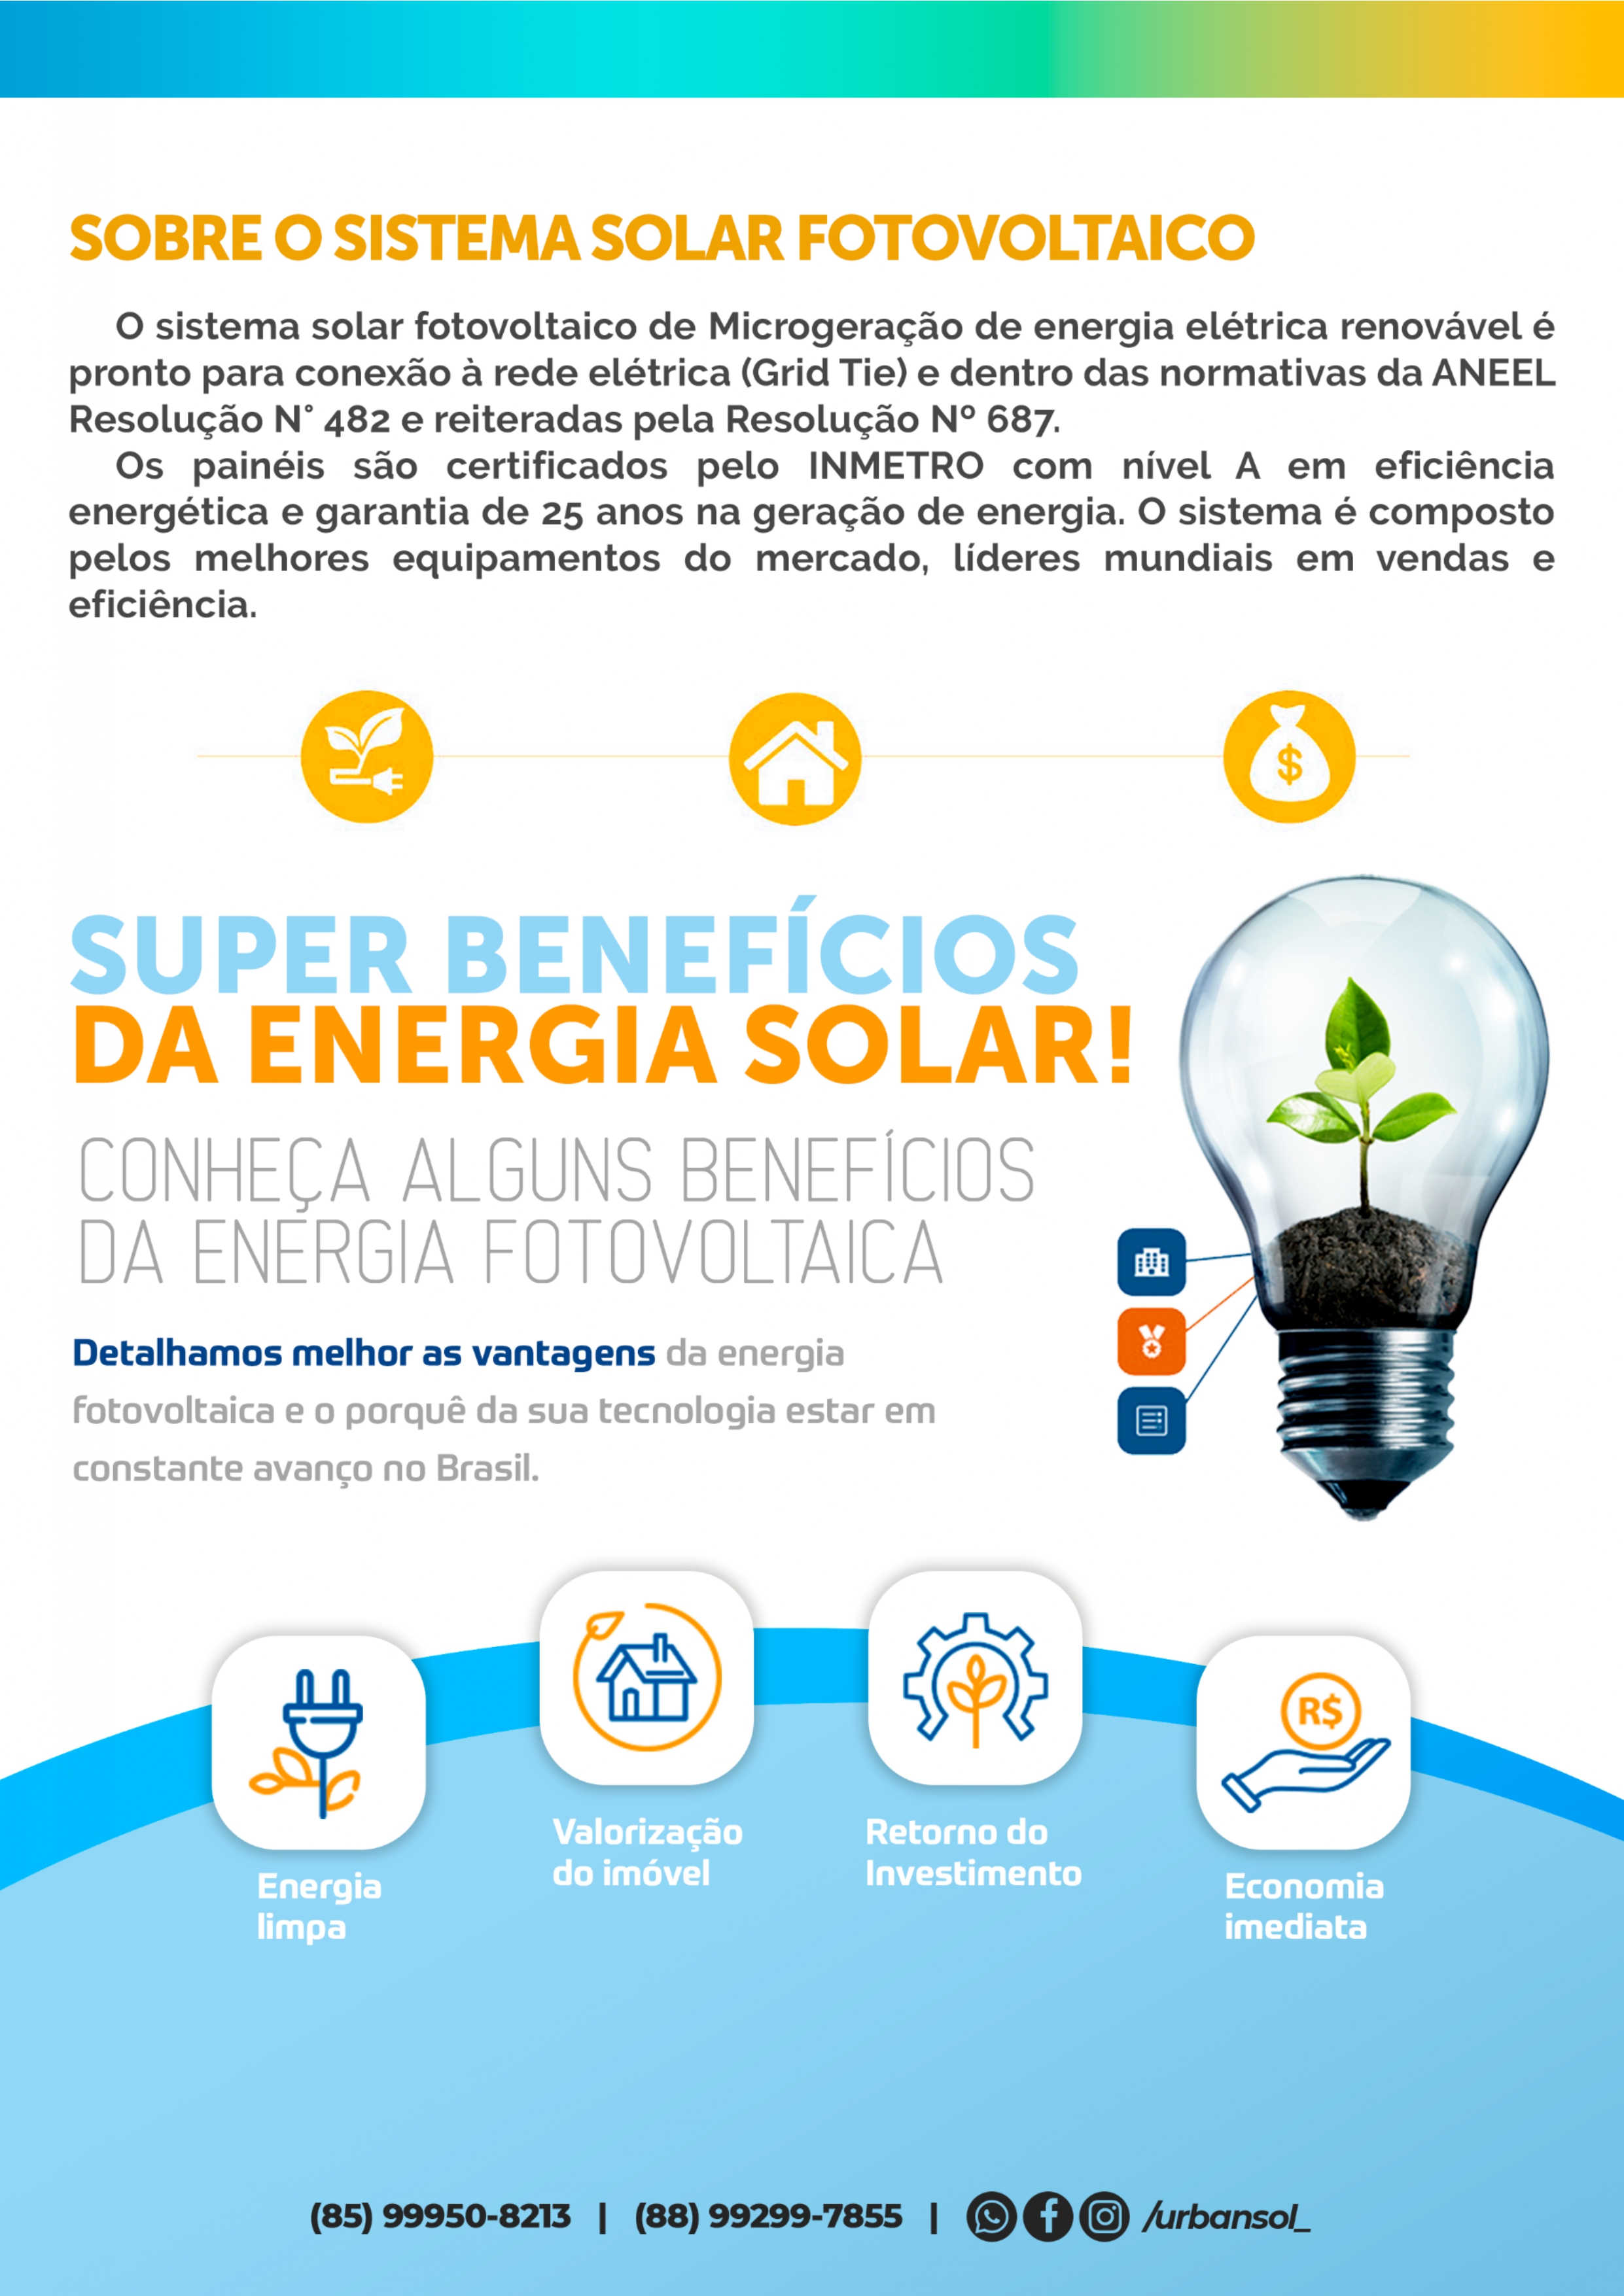 SOBRE O SISTEMA SOLAR FOTOVOLTAICO
O sistema solar fotovoltaico de Microgeração de energia elétrica renovável é
pronto para conexão à rede elétrica (Grid Tie) e dentro das normativas da ANEEL
Resolução N° 482 e reiteradas pela Resolução Nº 687.
Os painéis são certificados pelo INMETRO com nível A em eficiência
energética e garantia de 25 anos na geração de energia. O sistema é composto
pelos melhores equipamentos do mercado, líderes mundiais em vendas e
eficiência.
$
SUPER BENEFÍCIOS
DA ENERGIA SOLAR!
CONHEÇA ALGUNS BENEFÍCIOS
DA ENERGIA FOTOVOLTAICA
Detalhamos melhor as vantagens da energia
fotovoltaica e o porquê da sua tecnologia estar em
constante avanço no Brasil.
R$
Energia
limpa
Valorização
do imóvel
Retorno do
Investimento
Economia
imediata
(85) 99950-8213 | (88) 99299-7855 | /urbansol_